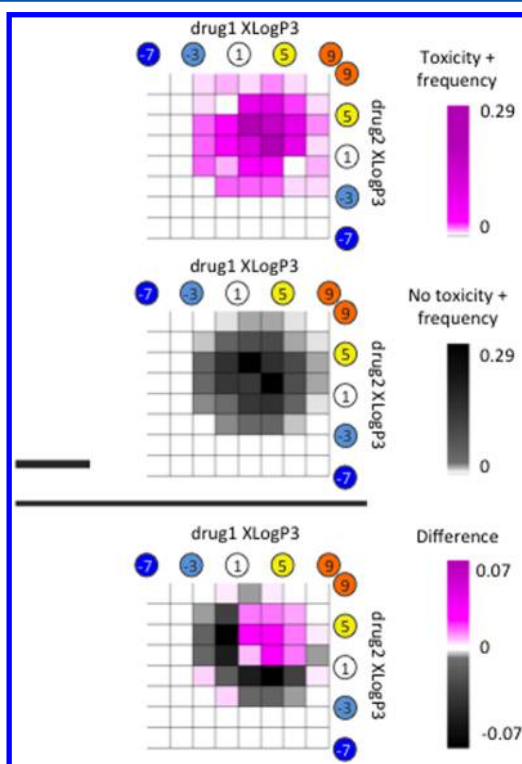 drug1 XLogP3
-7 -3 1 5 9
9
5
1
-3
-7
drug2 XLogP3
Toxicity +
frequency
0.29
0
drug1 XLogP3
-7 -3 1 5 9
9
5
1
-3
-7
drug2 XLogP3
No toxicity +
frequency
0.29
0
drug1 XLogP3
-7 -3 1 5 9
9
5
1
-3
-7
drug2 XLogP3
Difference
0.07
0
-0.07